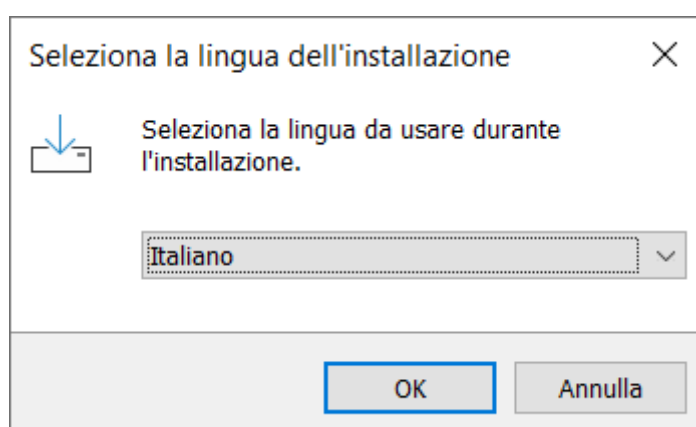 Seleziona la lingua dell'installazione
Seleziona la lingua da usare durante
l'installazione.
Italiano
OK
Annulla